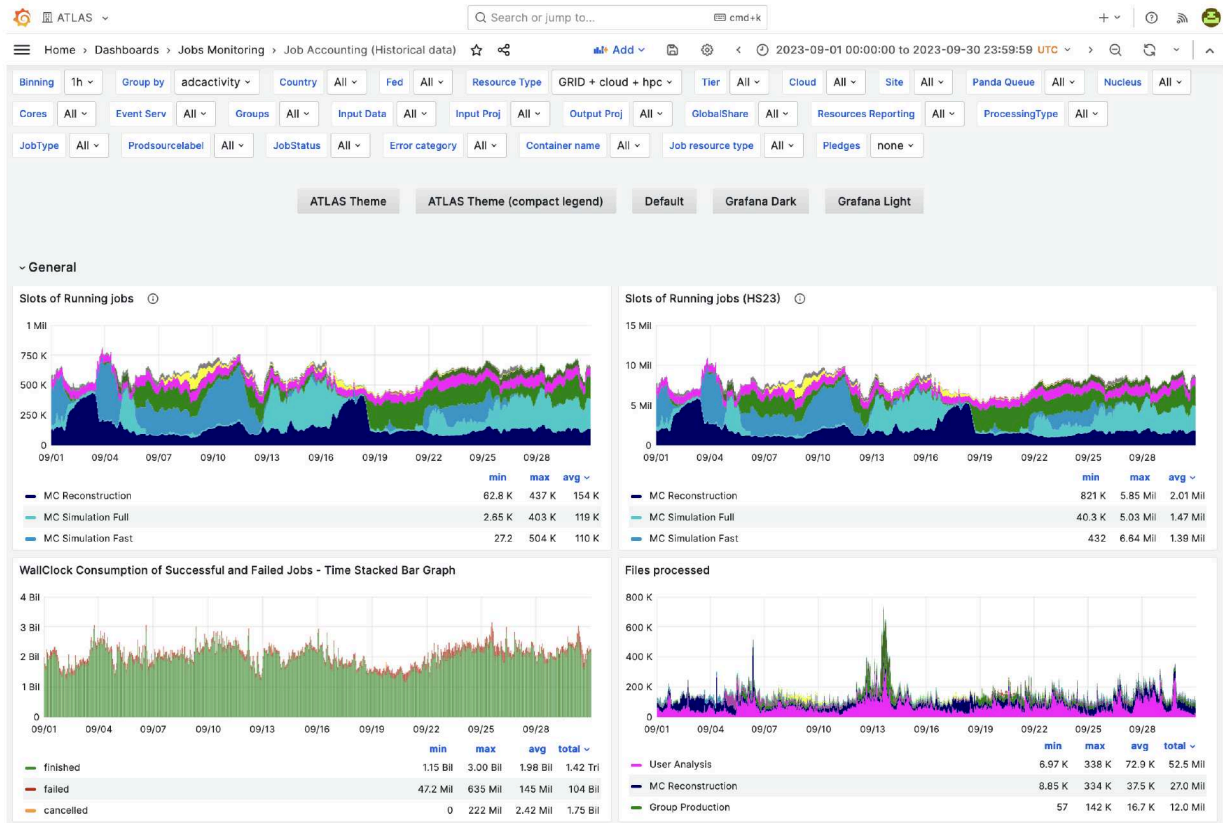 ATLAS Search or jump to... cmd+k
Home › Dashboards › Jobs Monitoring › Job Accounting (Historical data) Add 2023-09-01 00:00:00 to 2023-09-30 23:59:59 UTC
Binning 1h Group by adcactivity Country All Fed All Resource Type GRID + cloud + hpc Tier All Cloud All Site All Panda Queue All Nucleus All
Cores All Event Serv All Groups All Input Data All Input Proj All Output Proj All GlobalShare All Resources Reporting All ProcessingType All
JobType All Prodsourcelabel All JobStatus All Error category All Container name All Job resource type All Pledges none
ATLAS Theme ATLAS Theme (compact legend) Default Grafana Dark Grafana Light
General
Slots of Running jobs
1 Mil
750 K
500 K
250 K
0
09/01 09/04 09/07 09/10 09/13 09/16 09/19 09/22 09/25 09/28
min max avg
MC Reconstruction 62.8 K 437 K 154 K
MC Simulation Full 2.65 K 403 K 119 K
MC Simulation Fast 27.2 504 K 110 K
Slots of Running jobs (HS23)
15 Mil
10 Mil
5 Mil
0
09/01 09/04 09/07 09/10 09/13 09/16 09/19 09/22 09/25 09/28
min max avg
MC Reconstruction 821 K 5.85 Mil 2.01 Mil
MC Simulation Full 40.3 K 5.03 Mil 1.47 Mil
MC Simulation Fast 432 6.64 Mil 1.39 Mil
WallClock Consumption of Successful and Failed Jobs - Time Stacked Bar Graph
4 Bil
3 Bil
2 Bil
1 Bil
0
09/01 09/04 09/07 09/10 09/13 09/16 09/19 09/22 09/25 09/28
min max avg total
finished 1.15 Bil 3.00 Bil 1.98 Bil 1.42 Tri
failed 47.2 Mil 635 Mil 145 Mil 104 Bil
cancelled 0 222 Mil 2.42 Mil 1.75 Bil
Files processed
800 K
600 K
400 K
200 K
0
09/01 09/04 09/07 09/10 09/13 09/16 09/19 09/22 09/25 09/28
min max avg total
User Analysis 6.97 K 338 K 72.9 K 52.5 Mil
MC Reconstruction 8.85 K 334 K 37.5 K 27.0 Mil
Group Production 57 142 K 16.7 K 12.0 Mil